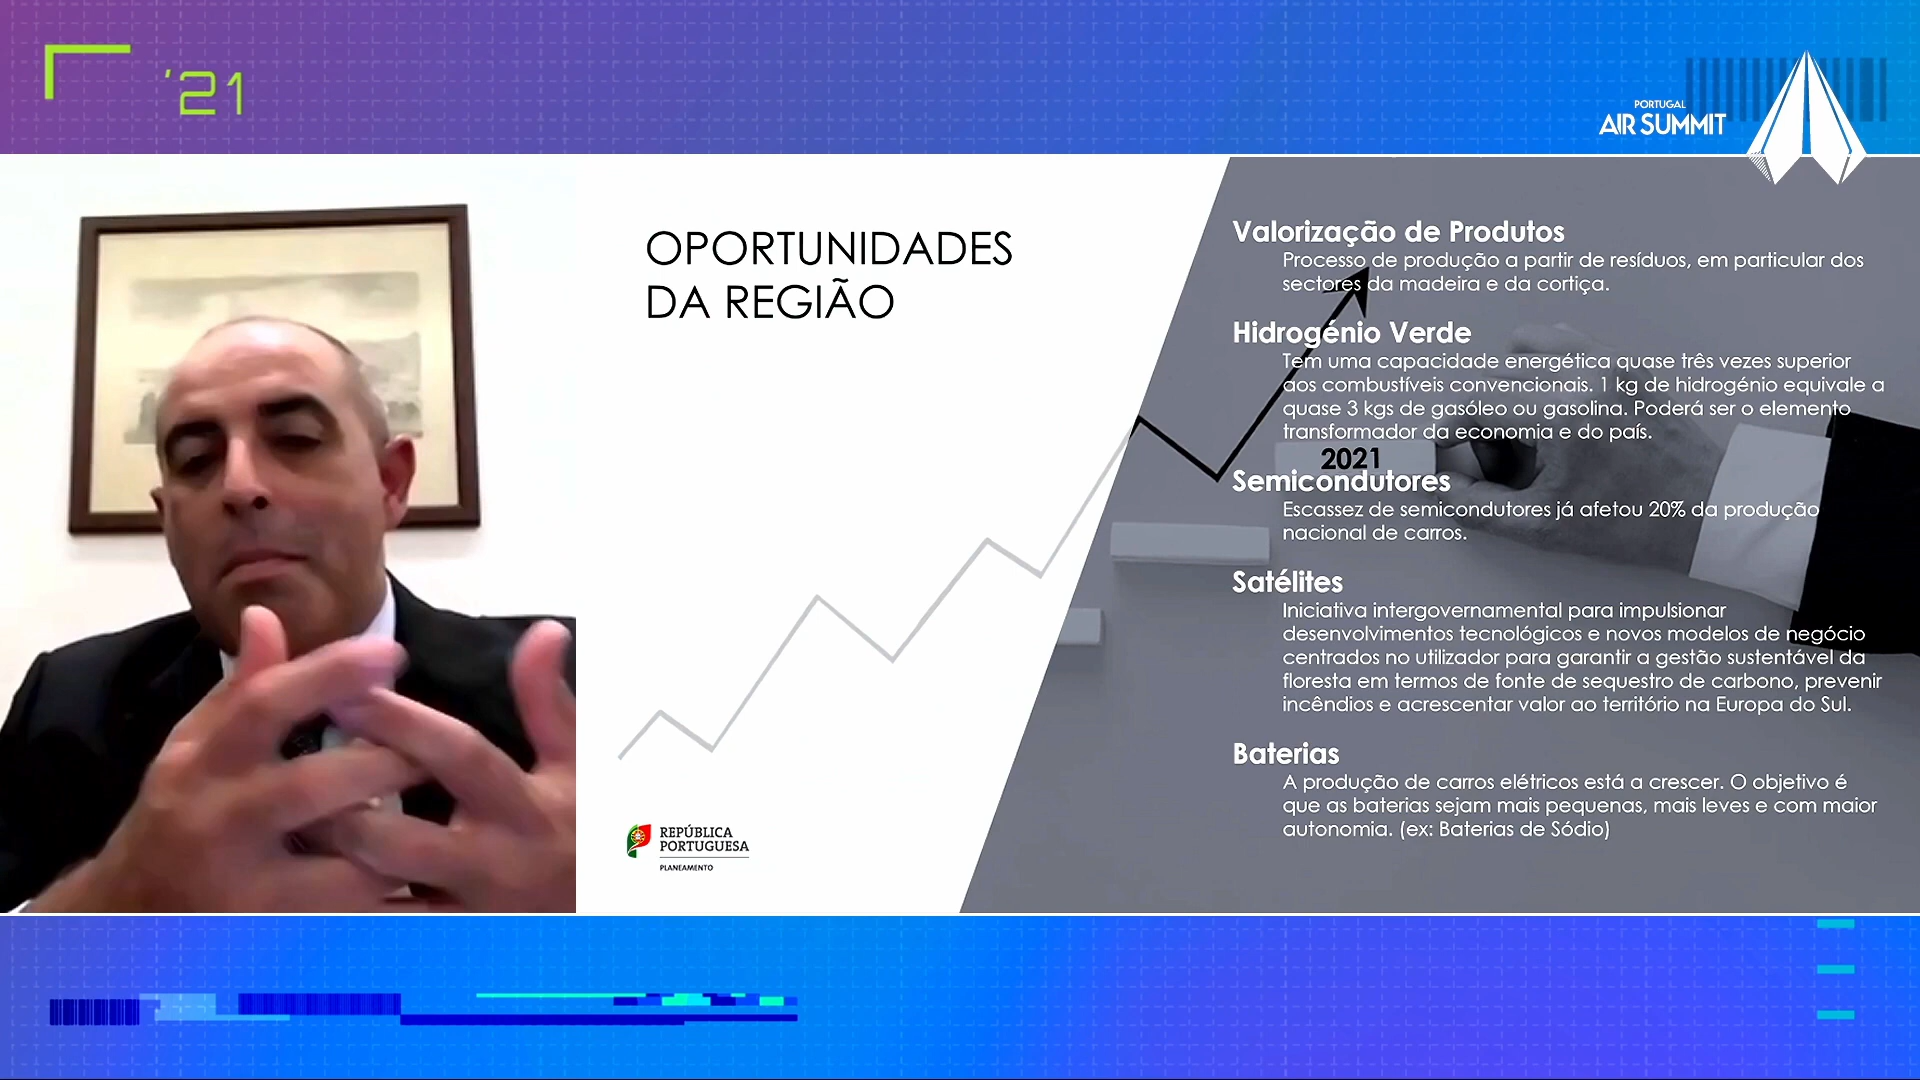 '21
PORTUGAL
AIR SUMMIT
OPORTUNIDADES
DA REGIÃO
REPÚBLICA
PORTUGUESA
PLANEAMENTO
Valorização de Produtos
Processo de produção a partir de resíduos, em particular dos
sectores da madeira e da cortiça.
Hidrogénio Verde
Tem uma capacidade energética quase três vezes superior
aos combustíveis convencionais. 1 kg de hidrogénio equivale a
quase 3 kgs de gasóleo ou gasolina. Poderá ser o elemento
transformador da economia e do país.
2021
Semicondutores
Escassez de semicondutores já afetou 20% da produção
nacional de carros.
Satélites
Iniciativa intergovernamental para impulsionar
desenvolvimentos tecnológicos e novos modelos de negócio
centrados no utilizador para garantir a gestão sustentável da
floresta em termos de fonte de sequestro de carbono, prevenir
incêndios e acrescentar valor ao território na Europa do Sul.
Baterias
A produção de carros elétricos está a crescer. O objetivo é
que as baterias sejam mais pequenas, mais leves e com maior
autonomia. (ex: Baterias de Sódio)